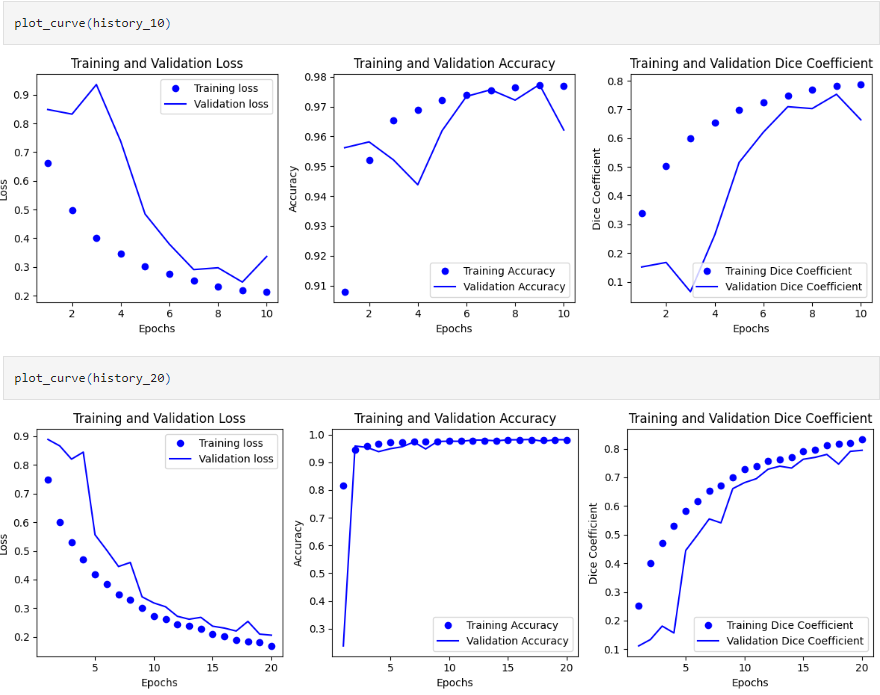 plot_curve(history_10)
Training and Validation Loss
Training loss
Validation loss
0.9
0.8
0.7
0.6
0.5
0.4
0.3
0.2
Loss
2 4 6 8 10
Epochs
Training and Validation Accuracy
0.98
0.97
0.96
0.95
0.94
0.93
0.92
0.91
Accuracy
Training Accuracy
Validation Accuracy
2 4 6 8 10
Epochs
Training and Validation Dice Coefficient
0.8
0.7
0.6
0.5
0.4
0.3
0.2
0.1
Dice Coefficient
Training Dice Coefficient
Validation Dice Coefficient
2 4 6 8 10
Epochs
plot_curve(history_20)
Training and Validation Loss
Training loss
Validation loss
0.9
0.8
0.7
0.6
0.5
0.4
0.3
0.2
Loss
5 10 15 20
Epochs
Training and Validation Accuracy
1.0
0.9
0.8
0.7
0.6
0.5
0.4
0.3
Accuracy
Training Accuracy
Validation Accuracy
5 10 15 20
Epochs
Training and Validation Dice Coefficient
0.8
0.7
0.6
0.5
0.4
0.3
0.2
0.1
Dice Coefficient
Training Dice Coefficient
Validation Dice Coefficient
5 10 15 20
Epochs